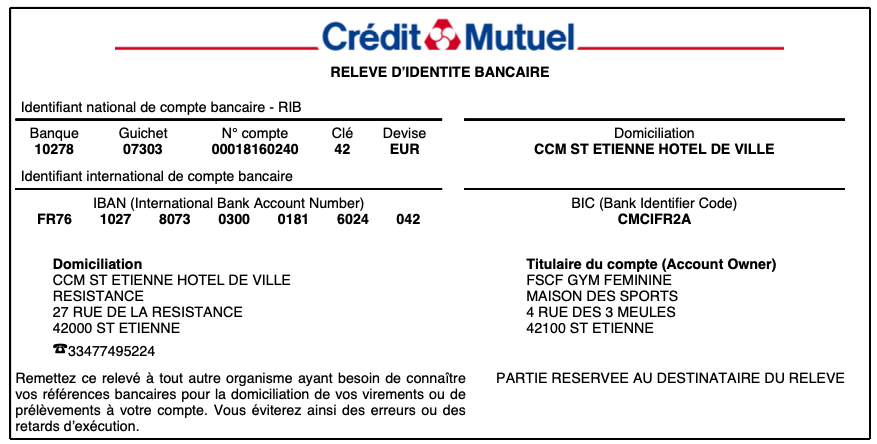 Crédit Mutuel
RELEVE D'IDENTITE BANCAIRE
Identifiant national de compte bancaire - RIB
Banque Guichet N° compte Clé Devise Domiciliation
10278 07303 00018160240 42 EUR CCM ST ETIENNE HOTEL DE VILLE
Identifiant international de compte bancaire
IBAN (International Bank Account Number) BIC (Bank Identifier Code)
FR76 1027 8073 0300 0181 6024 042 CMCIFR2A
Domiciliation
CCM ST ETIENNE HOTEL DE VILLE
RESISTANCE
27 RUE DE LA RESISTANCE
42000 ST ETIENNE
☎33477495224
Titulaire du compte (Account Owner)
FSCF GYM FEMININE
MAISON DES SPORTS
4 RUE DES 3 MEULES
42100 ST ETIENNE
Remettez ce relevé à tout autre organisme ayant besoin de connaître
vos références bancaires pour la domiciliation de vos virements ou de
prélèvements à votre compte. Vous éviterez ainsi des erreurs ou des
retards d'exécution.
PARTIE RESERVEE AU DESTINATAIRE DU RELEVE